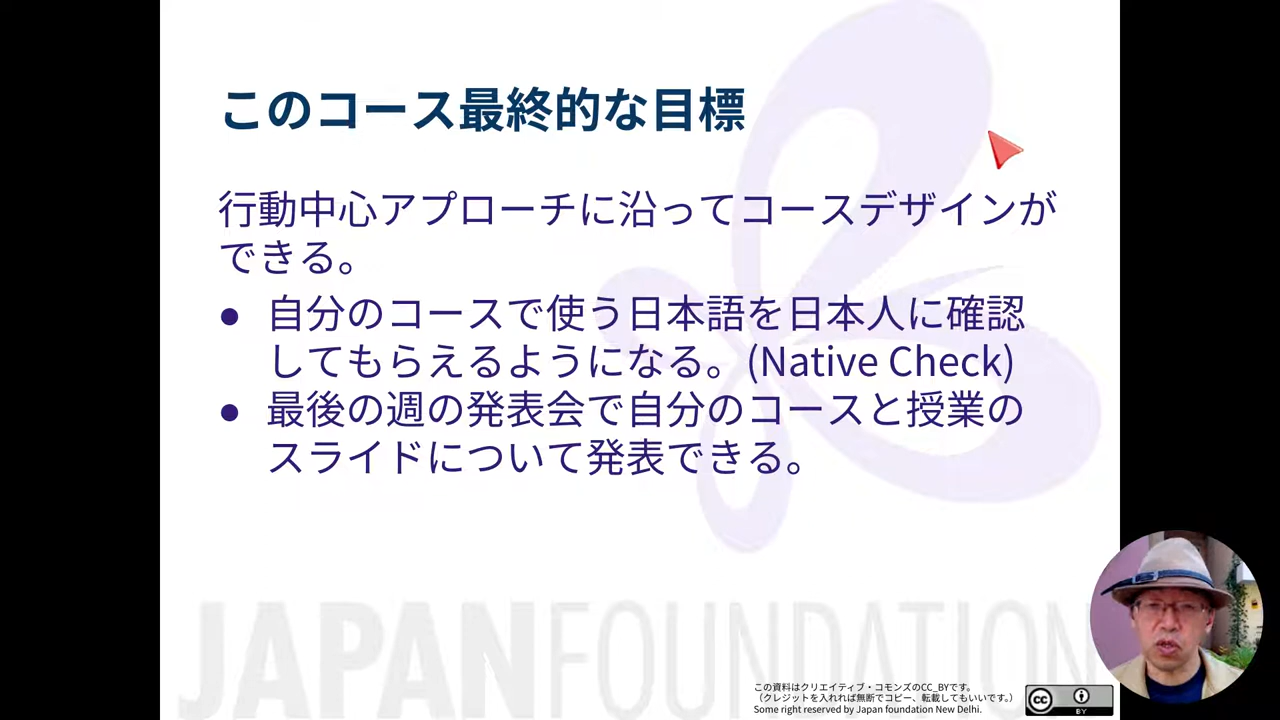 このコース最終的な目標
行動中心アプローチに沿ってコースデザインが
できる。
● 自分のコースで使う日本語を日本人に確認
してもらえるようになる。(Native Check)
● 最後の週の発表会で自分のコースと授業の
スライドについて発表できる。
JAPANFOUNDATION
この資料はクリエイティブ・コモンズのCC_BYです。
（クレジットを入れれば無断でコピー、転載してもいいです。）
Some right reserved by Japan foundation New Delhi.
cc
BY